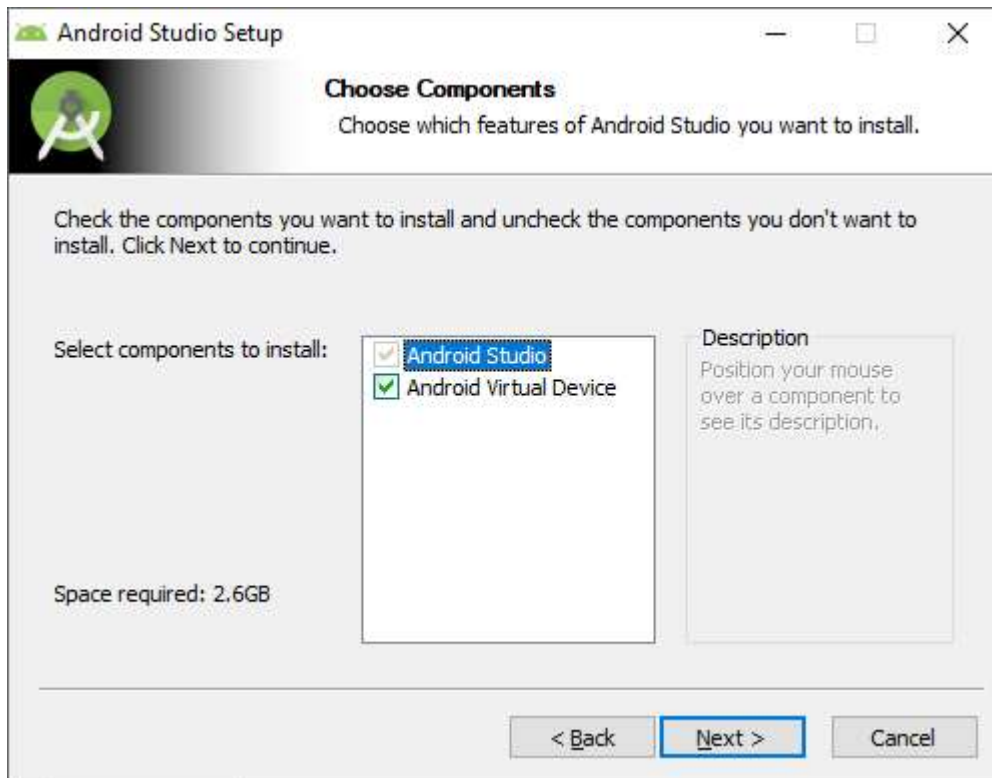 Android Studio Setup
Choose Components
Choose which features of Android Studio you want to install.
Check the components you want to install and uncheck the components you don't want to
install. Click Next to continue.
Select components to install:
Android Studio
Android Virtual Device
Description
Position your mouse
over a component to
see its description.
Space required: 2.6GB
< Back
Next >
Cancel